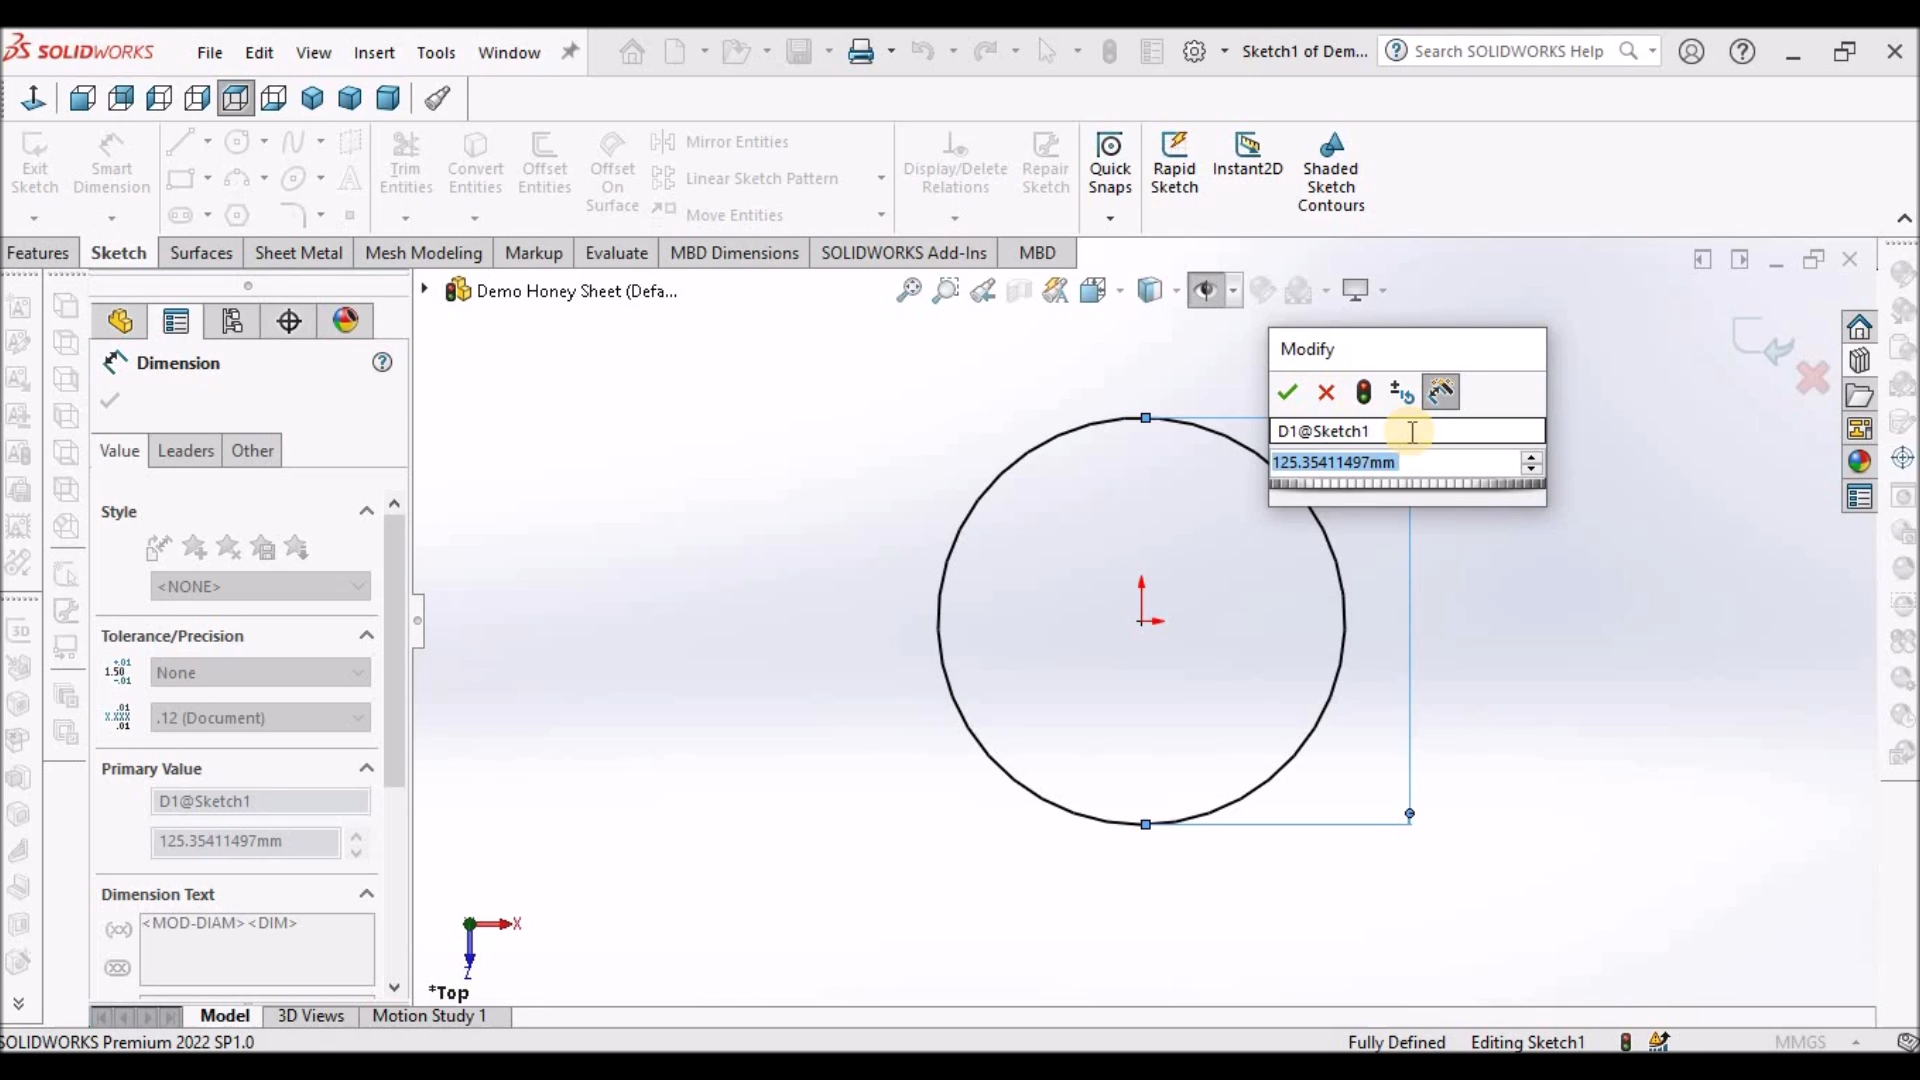 SOLIDWORKS File Edit View Insert Tools Window Sketch1 of Dem... Search SOLIDWORKS Help
Exit Sketch
Smart Dimension
Trim Entities
Convert Entities
Offset Entities
Offset On Surface
Mirror Entities
Linear Sketch Pattern
Move Entities
Display/Delete Relations
Repair Sketch
Quick Snaps
Rapid Sketch
Instant2D
Shaded Sketch Contours
Features Sketch Surfaces Sheet Metal Mesh Modeling Markup Evaluate MBD Dimensions SOLIDWORKS Add-Ins MBD
Demo Honey Sheet (Defa...
Dimension
Value Leaders Other
Style
<NONE>
Tolerance/Precision
None
.12 (Document)
Primary Value
D1@Sketch1
125.35411497mm
Dimension Text
<MOD-DIAM><DIM>
Modify
D1@Sketch1
125.35411497mm
X
Z
*Top
Model 3D Views Motion Study 1
SOLIDWORKS Premium 2022 SP1.0 Fully Defined Editing Sketch1 MMGS